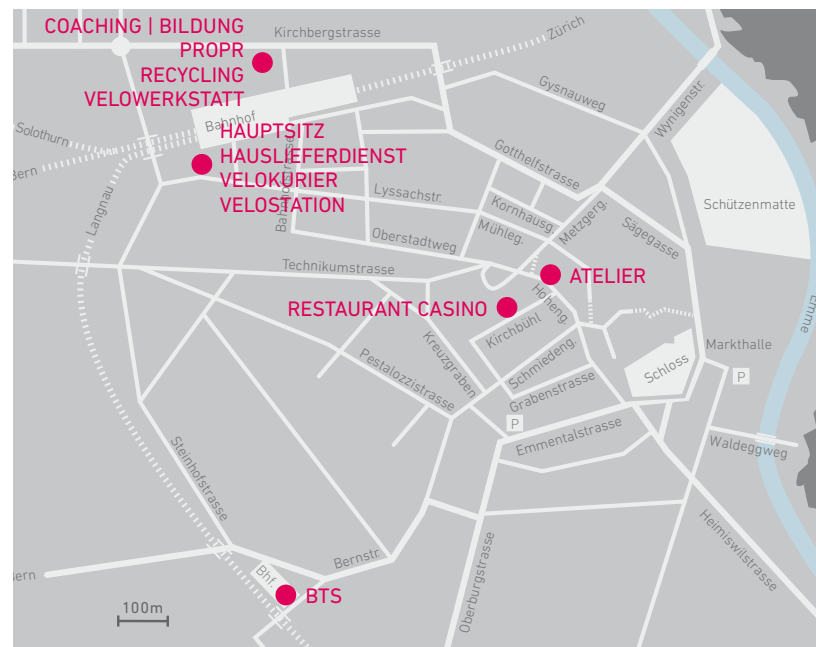 COACHING | BILDUNG
PROPR
RECYCLING
VELOWERKSTATT
Kirchbergstrasse
Zürich
Bahnhof
Solothurn
Bern
Langnau
HAUPTSITZ
HAUSLIEFERDIENST
VELOKURIER
VELOSTATION
Bahnhofstrasse
Lyssachstr.
Gysnauweg
Wynigenstr.
Gotthelfstrasse
Kornhausg.
Mühleg.
Metzgerg.
Sägegasse
Schützenmatte
Oberstadtweg
Technikumstrasse
ATELIER
RESTAURANT CASINO
Hoheng.
Kirchbühl
Emme
Markthalle
Kreuzgraben
Schmiedeng.
Schloss
P
Pestalozzistrasse
Grabenstrasse
P
Emmentalstrasse
Waldeggweg
Steinhofstrasse
Heimiswilstrasse
Bernstr.
Oberburgstrasse
Bern
Bhf.
BTS
100m